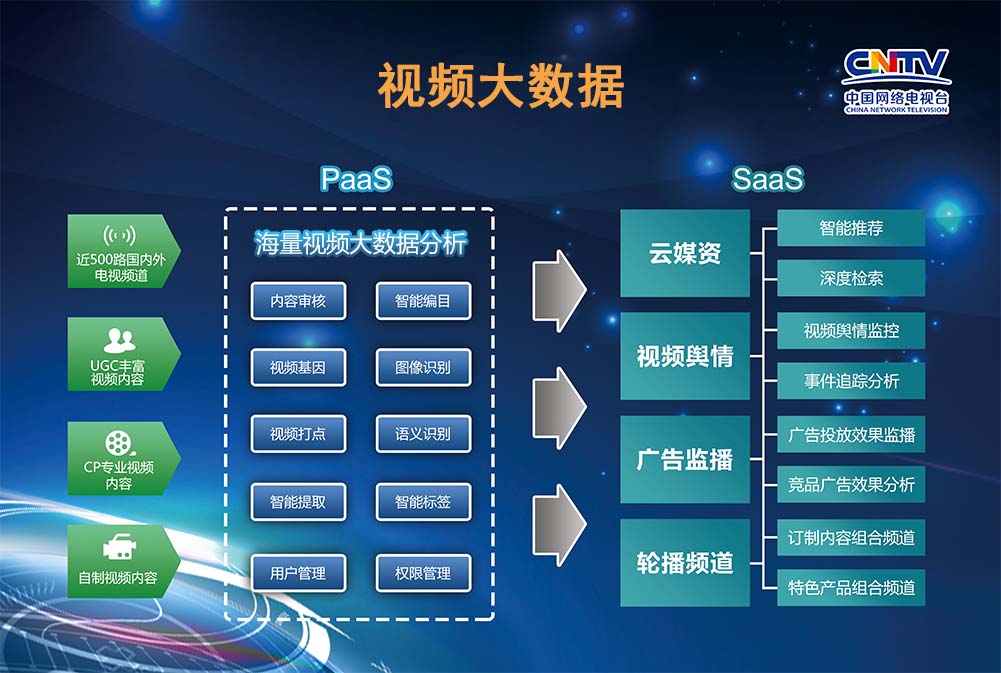 视频大数据
CNTV
中国网络电视台
CHINA NETWORK TELEVISION
PaaS
SaaS
近500路国内外
电视频道
UGC丰富
视频内容
CP专业视频
内容
自制视频内容
海量视频大数据分析
内容审核
智能编目
视频基因
图像识别
视频打点
语义识别
智能提取
智能标签
用户管理
权限管理
云媒资
智能推荐
深度检索
视频舆情
视频舆情监控
事件追踪分析
广告监播
广告投放效果监播
竞品广告效果分析
轮播频道
订制内容组合频道
特色产品组合频道